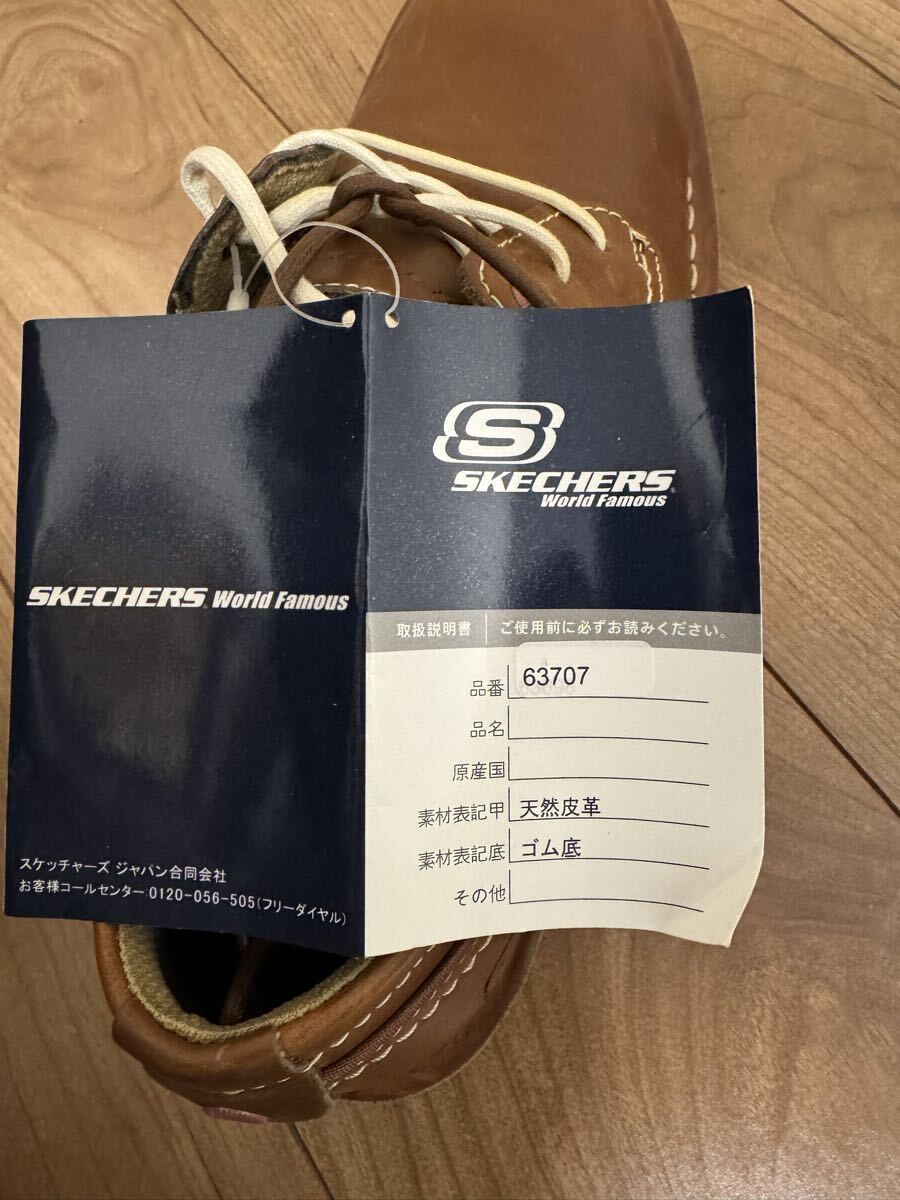 SKECHERS World Famous
スケッチャーズ ジャパン合同会社
お客様コールセンター 0120-056-505(フリーダイヤル)
S
SKECHERS®
World Famous
取扱説明書 ご使用前に必ずお読みください。
品番 63707
品名
原産国
素材表記甲 天然皮革
素材表記底 ゴム底
その他